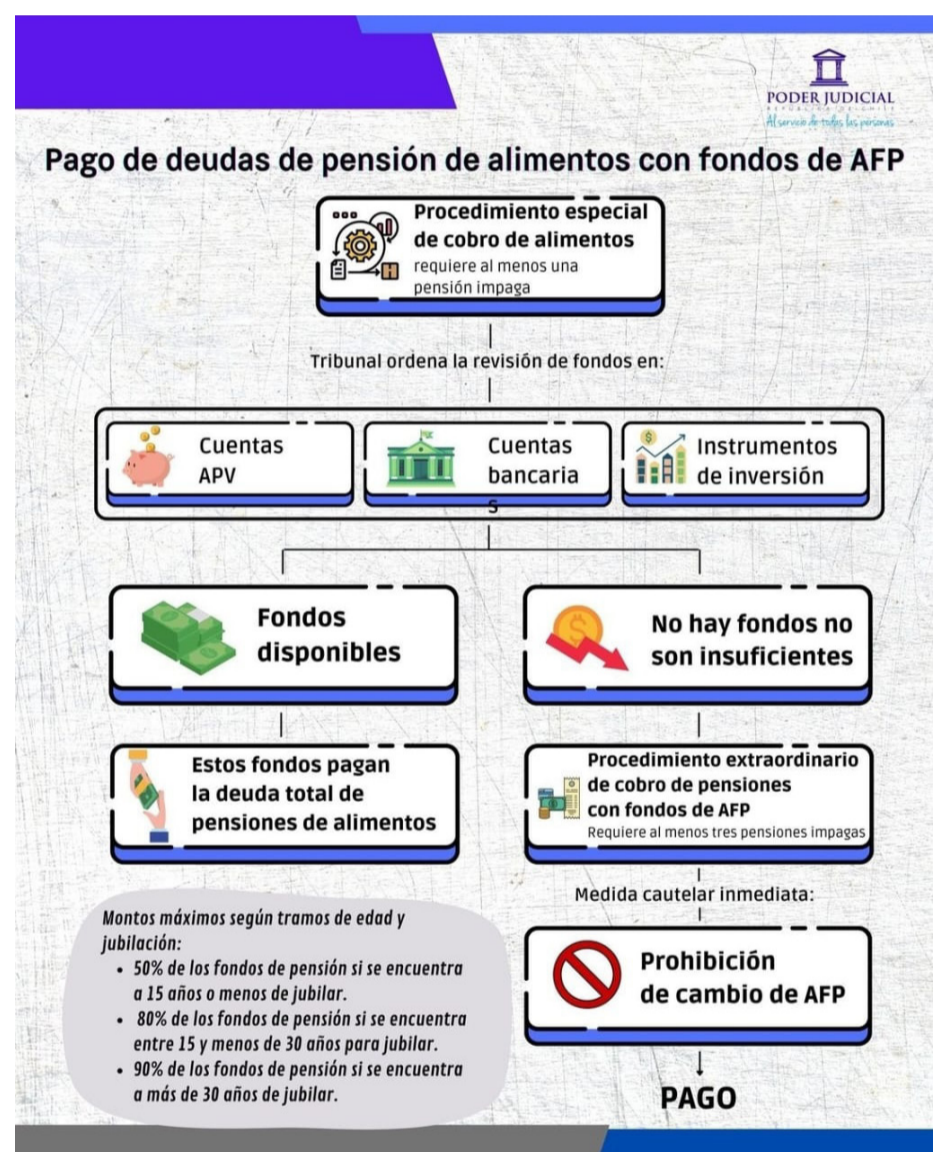 PODER JUDICIAL
REPUBLICA DE CHILE
Al servicio de todas las personas
Pago de deudas de pensión de alimentos con fondos de AFP
Procedimiento especial
de cobro de alimentos
requiere al menos una
pensión impaga
Tribunal ordena la revisión de fondos en:
Cuentas
APV
Cuentas
bancaria
s
Instrumentos
de inversión
Fondos
disponibles
No hay fondos no
son insuficientes
Estos fondos pagan
la deuda total de
pensiones de alimentos
Procedimiento extraordinario
de cobro de pensiones
con fondos de AFP
Requiere al menos tres pensiones impagas
Medida cautelar inmediata:
Prohibición
de cambio de AFP
PAGO
Montos máximos según tramos de edad y
jubilación:
• 50% de los fondos de pensión si se encuentra
a 15 años o menos de jubilar.
• 80% de los fondos de pensión si se encuentra
entre 15 y menos de 30 años para jubilar.
• 90% de los fondos de pensión si se encuentra
a más de 30 años de jubilar.